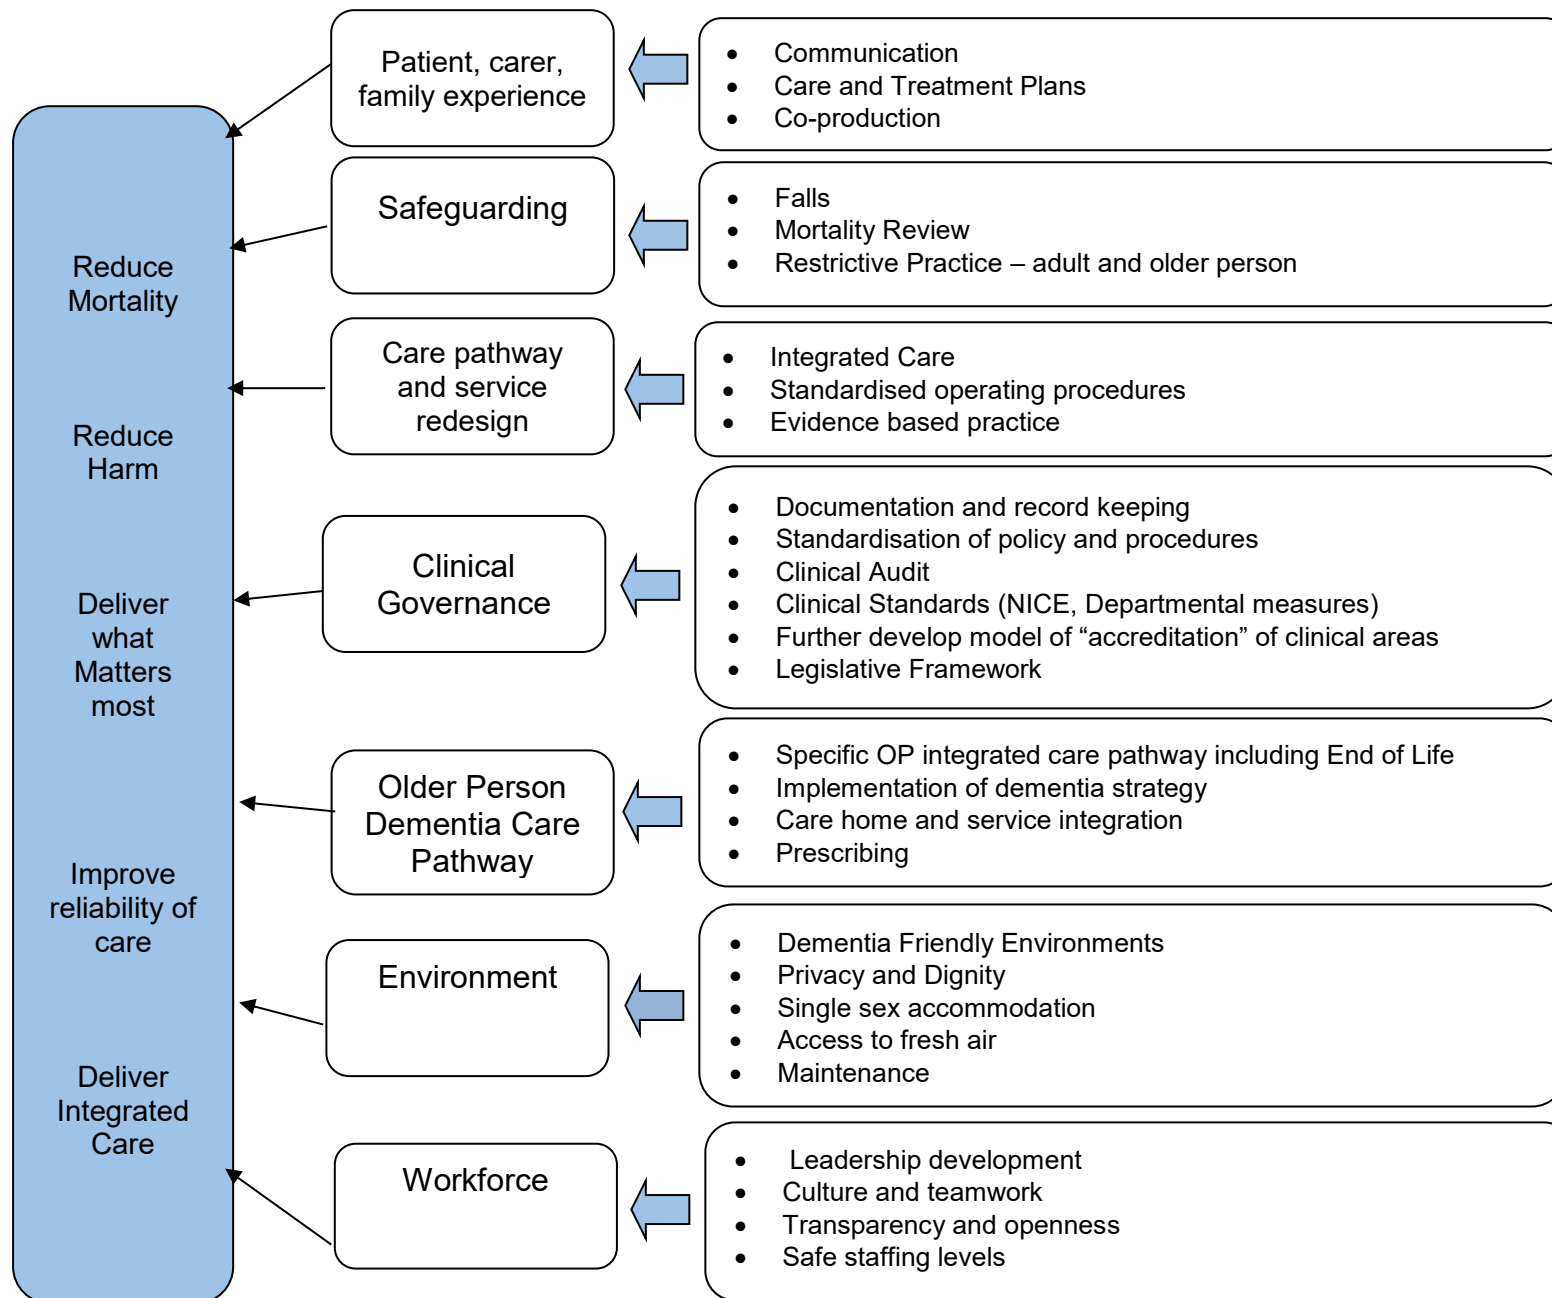 Reduce
Mortality
Reduce
Harm
Deliver
what
Matters
most
Improve
reliability of
care
Deliver
Integrated
Care
Patient, carer,
family experience
• Communication
• Care and Treatment Plans
• Co-production
Safeguarding
• Falls
• Mortality Review
• Restrictive Practice – adult and older person
Care pathway
and service
redesign
• Integrated Care
• Standardised operating procedures
• Evidence based practice
Clinical
Governance
• Documentation and record keeping
• Standardisation of policy and procedures
• Clinical Audit
• Clinical Standards (NICE, Departmental measures)
• Further develop model of “accreditation” of clinical areas
• Legislative Framework
Older Person
Dementia Care
Pathway
• Specific OP integrated care pathway including End of Life
• Implementation of dementia strategy
• Care home and service integration
• Prescribing
Environment
• Dementia Friendly Environments
• Privacy and Dignity
• Single sex accommodation
• Access to fresh air
• Maintenance
Workforce
• Leadership development
• Culture and teamwork
• Transparency and openness
• Safe staffing levels